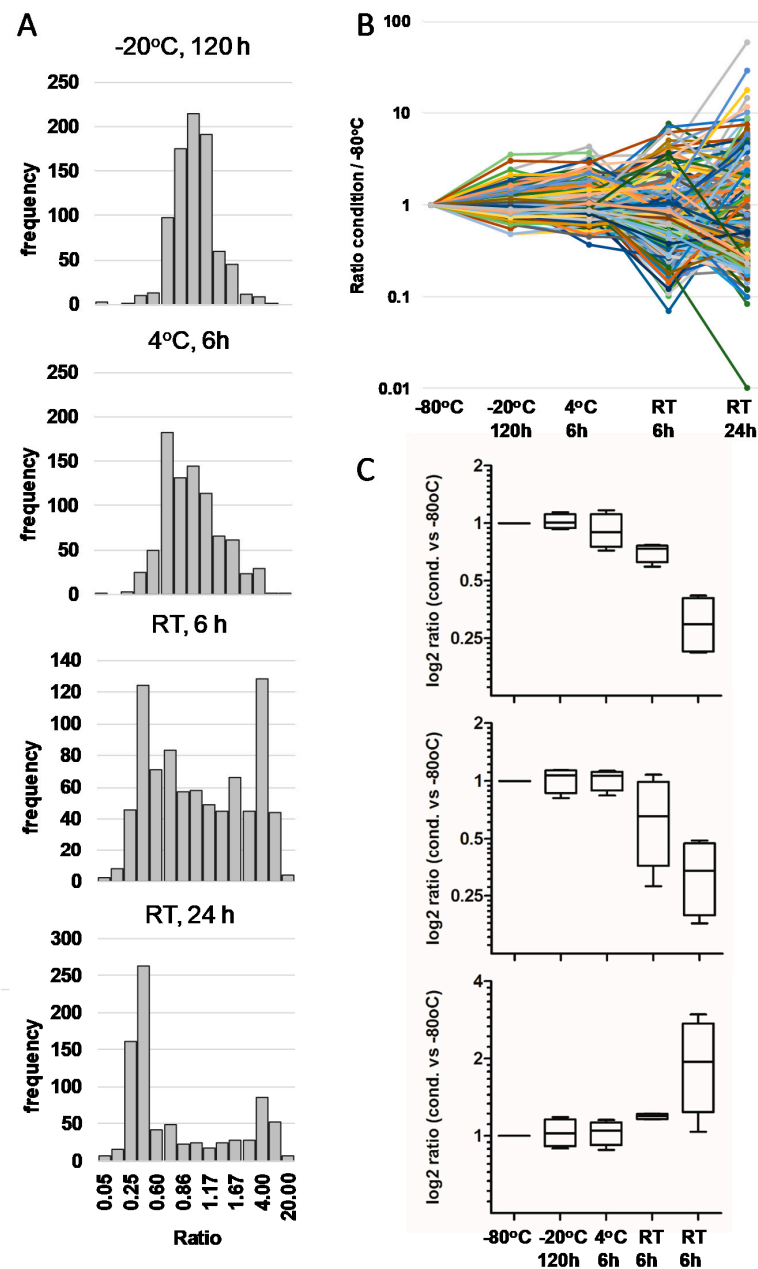 A
-20°C, 120 h
frequency
250
200
150
100
50
0
4°C, 6h
frequency
250
200
150
100
50
0
RT, 6 h
frequency
140
120
100
80
60
40
20
0
RT, 24 h
frequency
300
250
200
150
100
50
0
0.05
0.25
0.60
0.86
1.17
1.67
4.00
20.00
Ratio
B
Ratio condition / -80°C
100
10
1
0.1
0.01
-80°C
-20°C
120h
4°C
6h
RT
6h
RT
24h
C
log2 ratio (cond. vs -80oC)
2
1
0.5
0.25
log2 ratio (cond. vs -80oC)
2
1
0.5
0.25
log2 ratio (cond. vs -80oC)
4
2
1
-80°C
-20°C
120h
4°C
6h
RT
6h
RT
6h